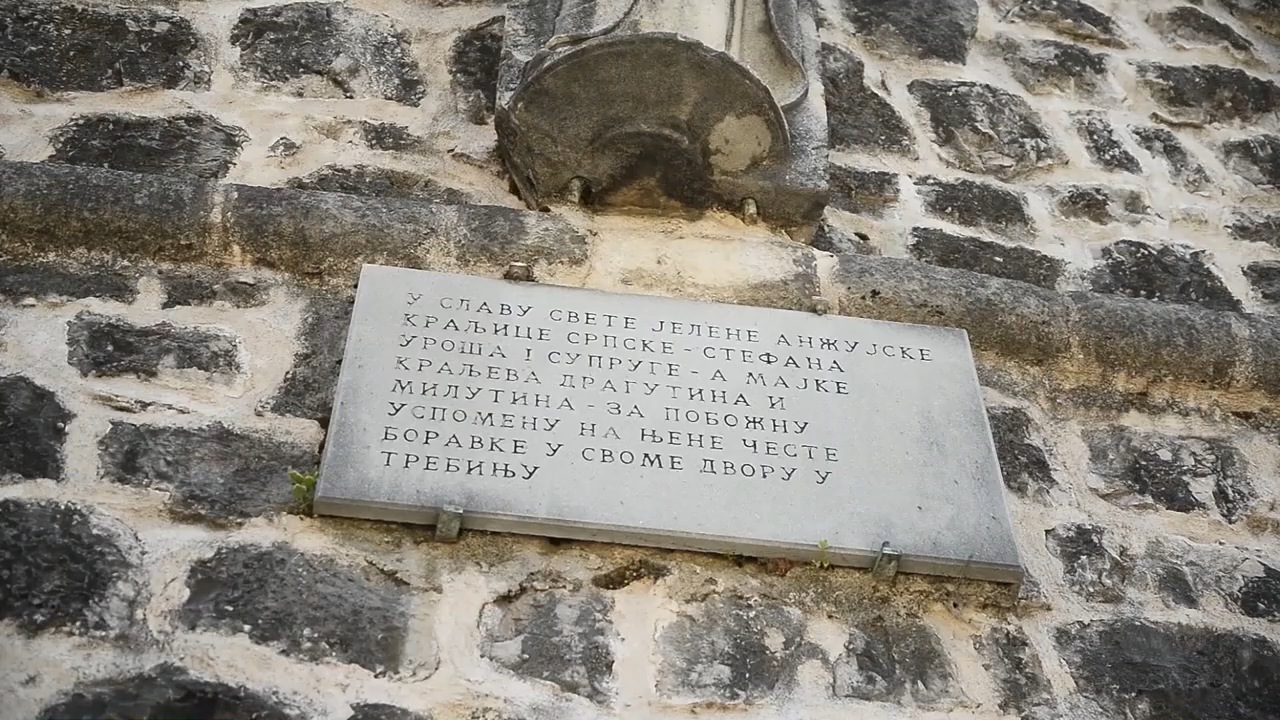 У СЛАВУ СВЕТЕ ЈЕЛЕНЕ АНЖУЈСКЕ
КРАЉИЦЕ СРПСКЕ - СТЕФАНА
УРОША I СУПРУГЕ - А МАЈКЕ
КРАЉЕВА ДРАГУТИНА И
МИЛУТИНА - ЗА ПОБОЖНУ
УСПОМЕНУ НА ЊЕНЕ ЧЕСТЕ
БОРАВКЕ У СВОМЕ ДВОРУ У
ТРЕБИЊУ